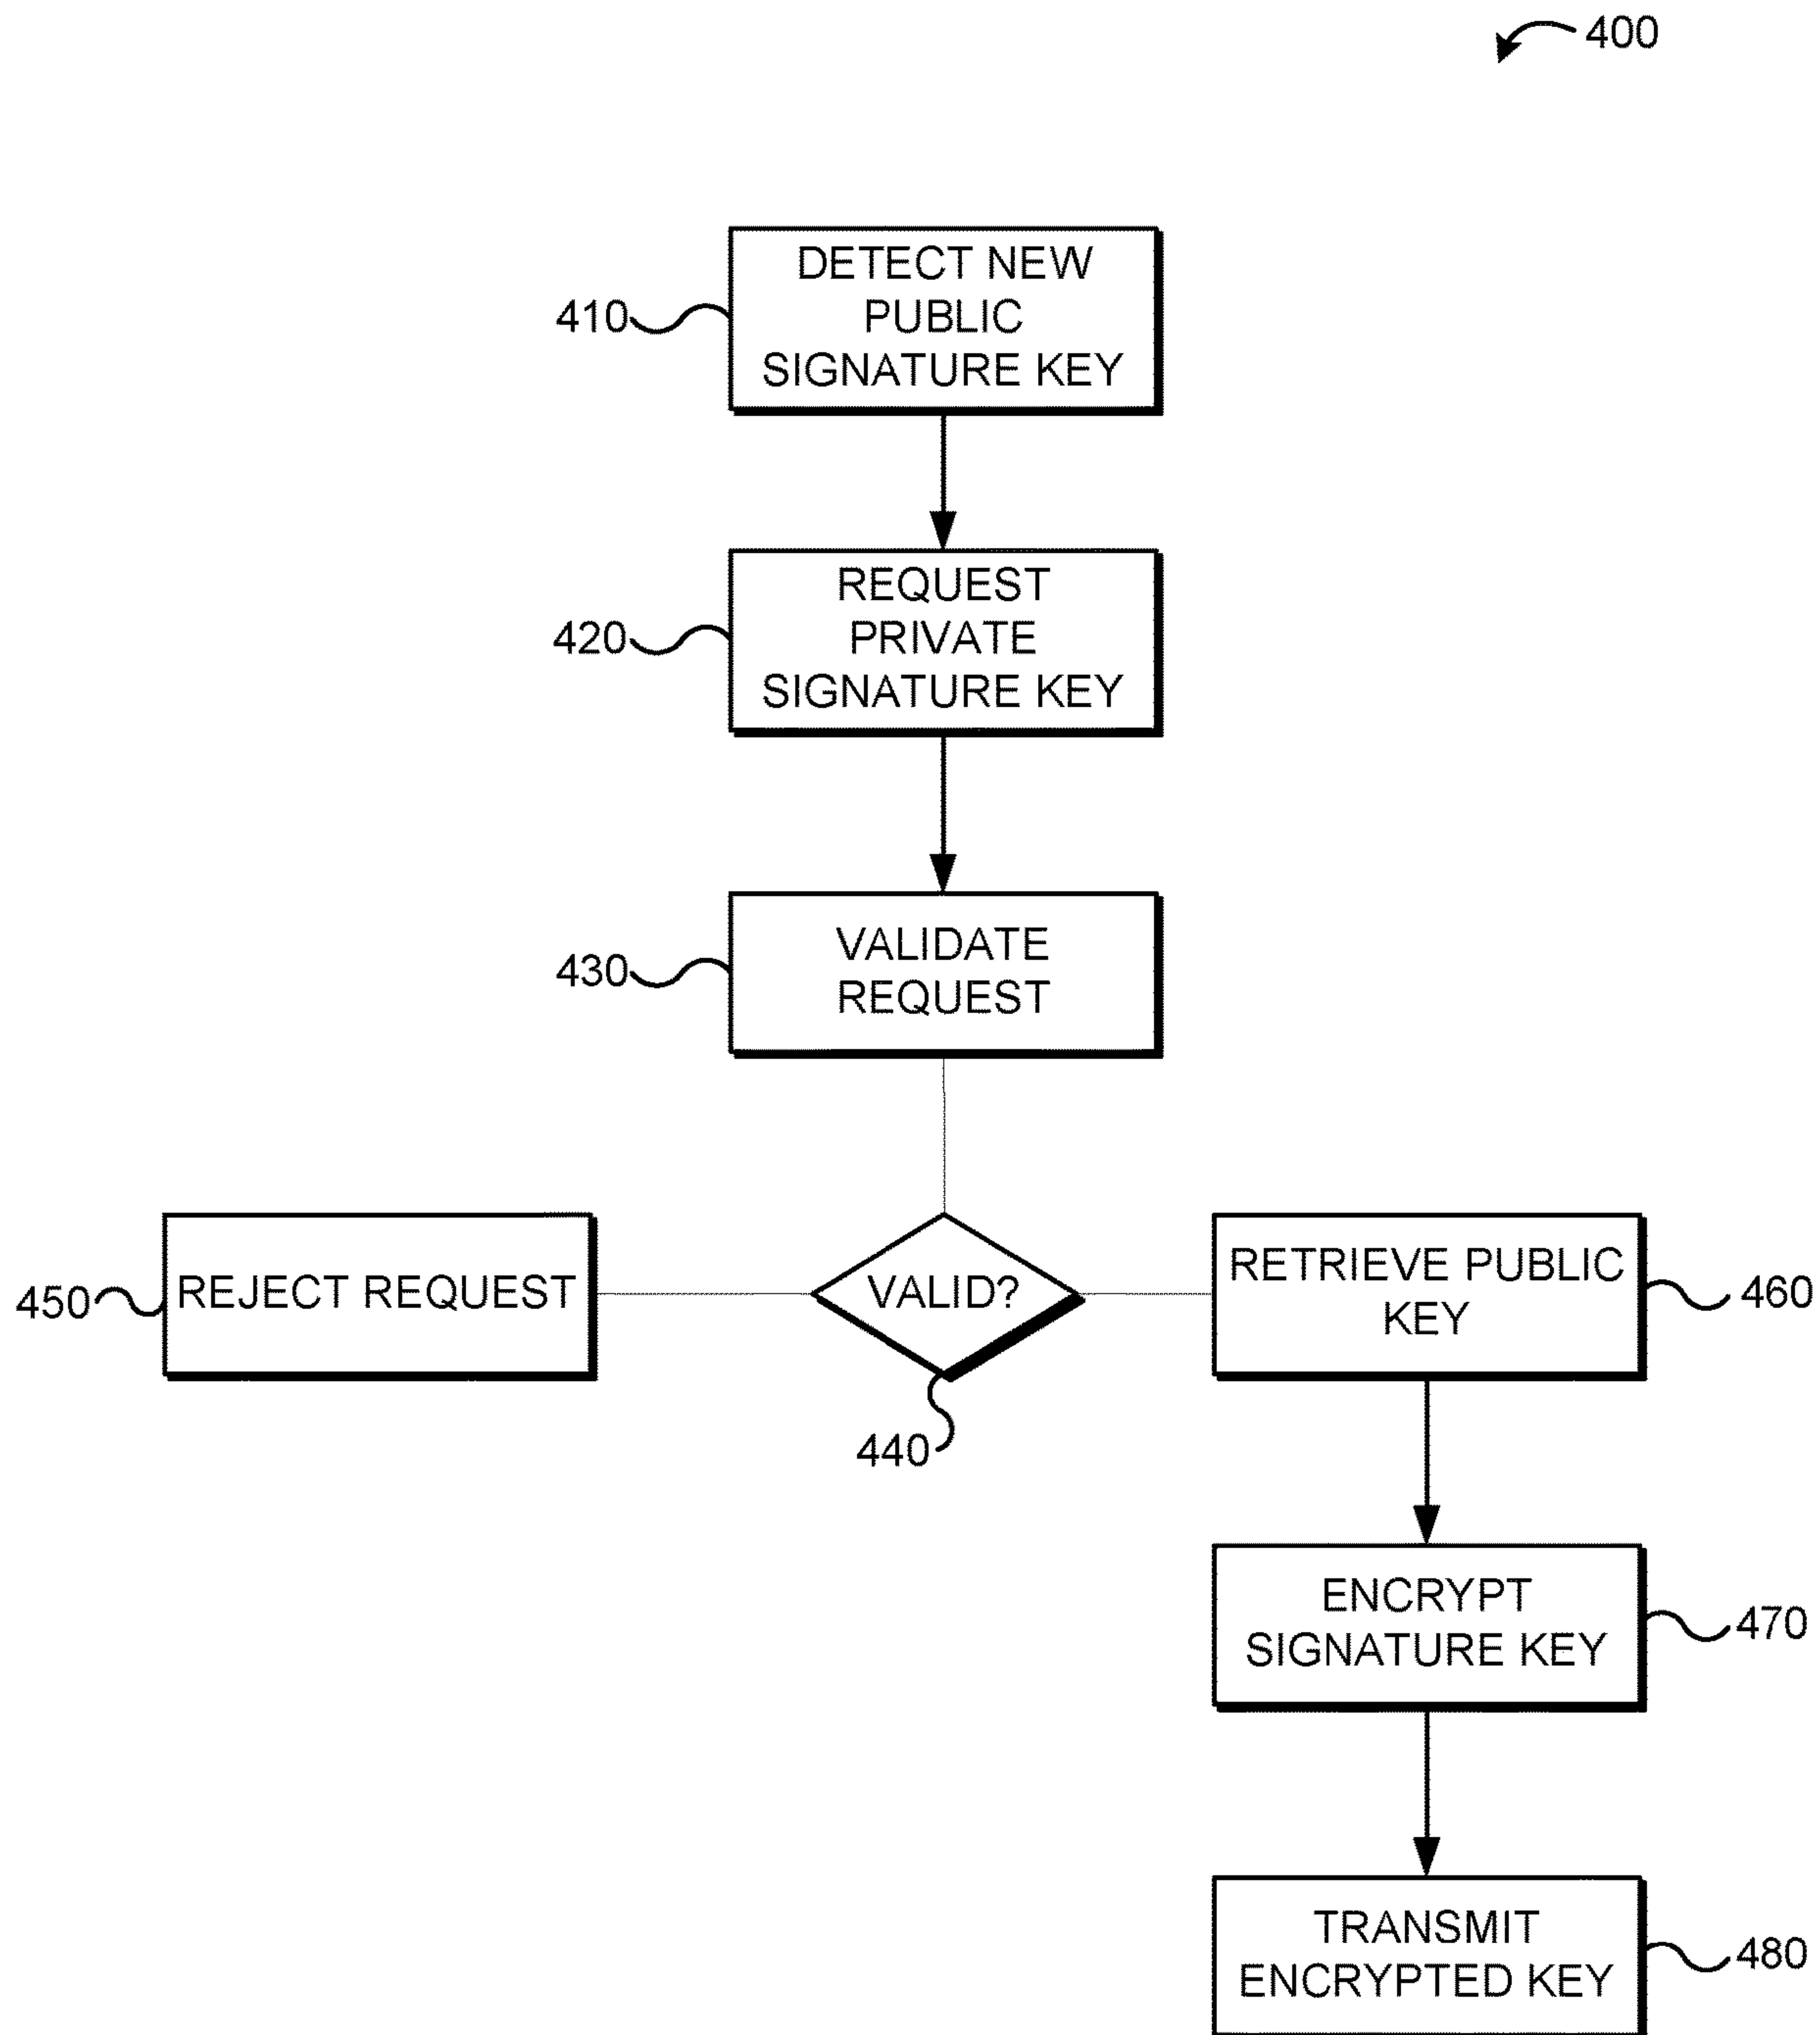 400
DETECT NEW
PUBLIC
SIGNATURE KEY
410
REQUEST
PRIVATE
SIGNATURE KEY
420
VALIDATE
REQUEST
430
REJECT REQUEST
450
VALID?
440
RETRIEVE PUBLIC
KEY
460
ENCRYPT
SIGNATURE KEY
470
TRANSMIT
ENCRYPTED KEY
480